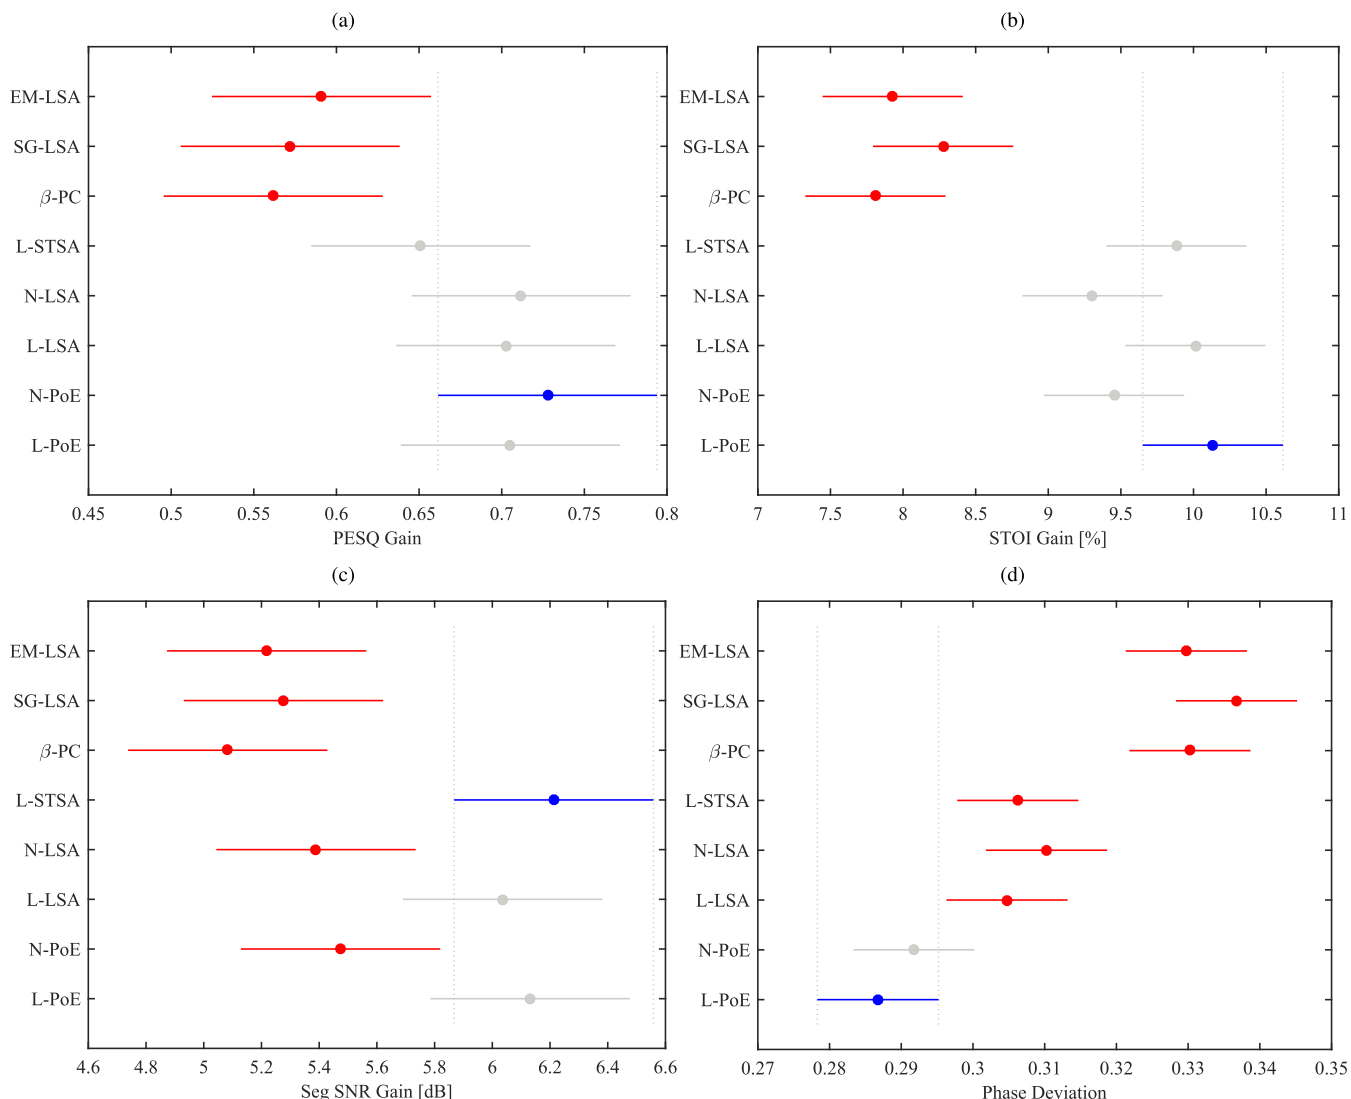 (a)
EM-LSA
SG-LSA
β-PC
L-STSA
N-LSA
L-LSA
N-PoE
L-PoE
0.45 0.5 0.55 0.6 0.65 0.7 0.75 0.8
PESQ Gain
(b)
EM-LSA
SG-LSA
β-PC
L-STSA
N-LSA
L-LSA
N-PoE
L-PoE
7 7.5 8 8.5 9 9.5 10 10.5 11
STOI Gain [%]
(c)
EM-LSA
SG-LSA
β-PC
L-STSA
N-LSA
L-LSA
N-PoE
L-PoE
4.6 4.8 5 5.2 5.4 5.6 5.8 6 6.2 6.4 6.6
Seg SNR Gain [dB]
(d)
EM-LSA
SG-LSA
β-PC
L-STSA
N-LSA
L-LSA
N-PoE
L-PoE
0.27 0.28 0.29 0.3 0.31 0.32 0.33 0.34 0.35
Phase Deviation